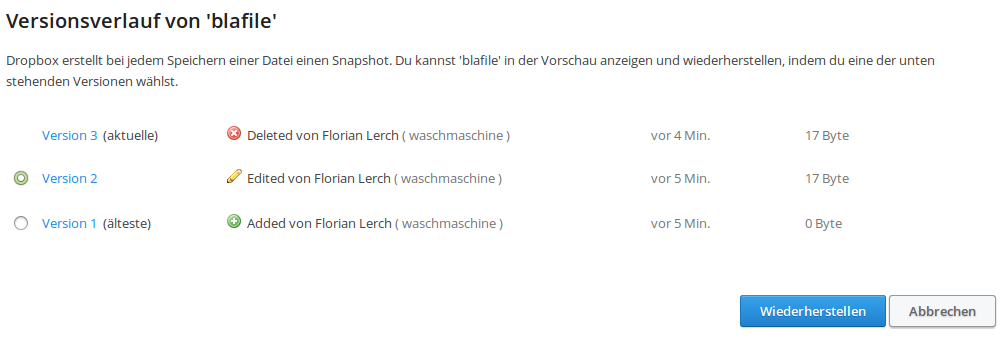 Versionsverlauf von 'blafile'
Dropbox erstellt bei jedem Speichern einer Datei einen Snapshot. Du kannst 'blafile' in der Vorschau anzeigen und wiederherstellen, indem du eine der unten
stehenden Versionen wählst.
Version 3 (aktuelle) Deleted von Florian Lerch ( waschmaschine ) vor 4 Min. 17 Byte
Version 2 Edited von Florian Lerch ( waschmaschine ) vor 5 Min. 17 Byte
Version 1 (älteste) Added von Florian Lerch ( waschmaschine ) vor 5 Min. 0 Byte
Wiederherstellen Abbrechen